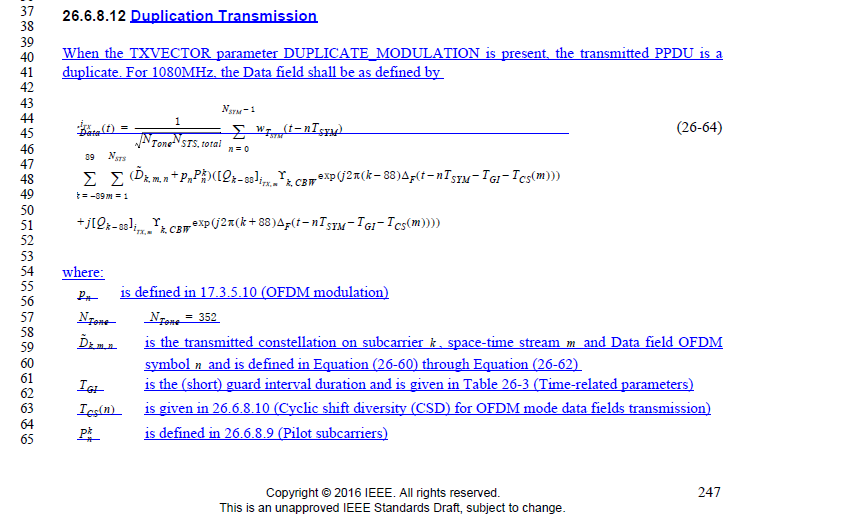 37
38
39
40
41
42
43
44
45
46
47
48
49
50
51
52
53
54
55
56
57
58
59
60
61
62
63
64
65
26.6.8.12 Duplication Transmission
When the TXVECTOR parameter DUPLICATE_MODULATION is present, the transmitted PPDU is a
duplicate. For 1080MHz, the Data field shall be as defined by
r^{i_{TX}}_{Data}(t) = \frac{1}{\sqrt{N_{Tone}N_{STS, total}}} \sum_{n=0}^{N_{SYM}-1} w_{T_{SYM}}(t-nT_{SYM}) (26-64)
\sum_{k=-89}^{89} \sum_{m=1}^{N_{STS}} (\tilde{D}_{k,m,n} + p_n P_n^k)([Q_{k-88}]_{i_{TX},m} Υ_{k,CBW} exp(j2π(k-88)Δ_F(t-nT_{SYM}-T_{GI}-T_{CS}(m)))
+j[Q_{k-88}]_{i_{TX},m} Υ_{k,CBW} exp(j2π(k+88)Δ_F(t-nT_{SYM}-T_{GI}-T_{CS}(m))))
where:
p_n is defined in 17.3.5.10 (OFDM modulation)
N_{Tone} N_{Tone} = 352
\tilde{D}_{k,m,n} is the transmitted constellation on subcarrier k, space-time stream m and Data field OFDM
symbol n and is defined in Equation (26-60) through Equation (26-62)
T_{GI} is the (short) guard interval duration and is given in Table 26-3 (Time-related parameters)
T_{CS}(n) is given in 26.6.8.10 (Cyclic shift diversity (CSD) for OFDM mode data fields transmission)
P_n^k is defined in 26.6.8.9 (Pilot subcarriers)
Copyright © 2016 IEEE. All rights reserved. 247
This is an unapproved IEEE Standards Draft, subject to change.